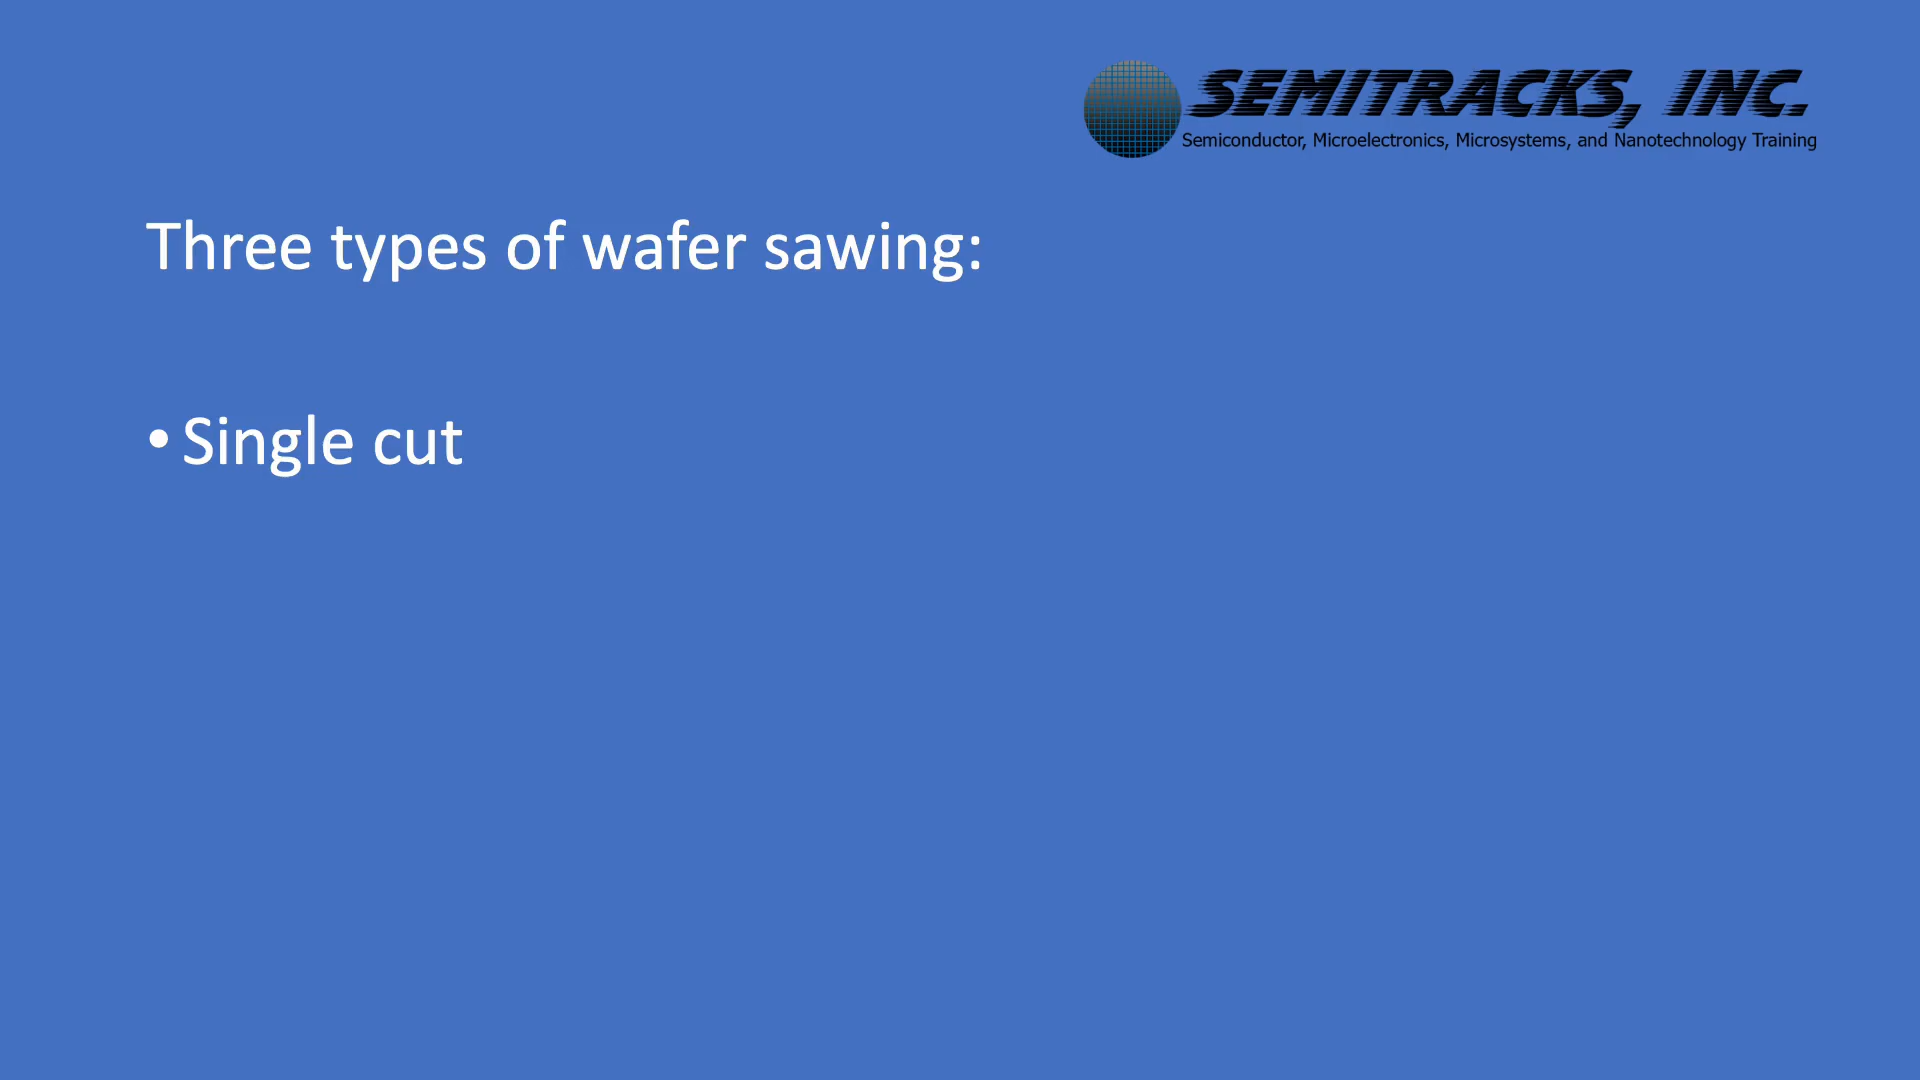 SEMITRACKS, INC.
Semiconductor, Microelectronics, Microsystems, and Nanotechnology Training
Three types of wafer sawing:
• Single cut